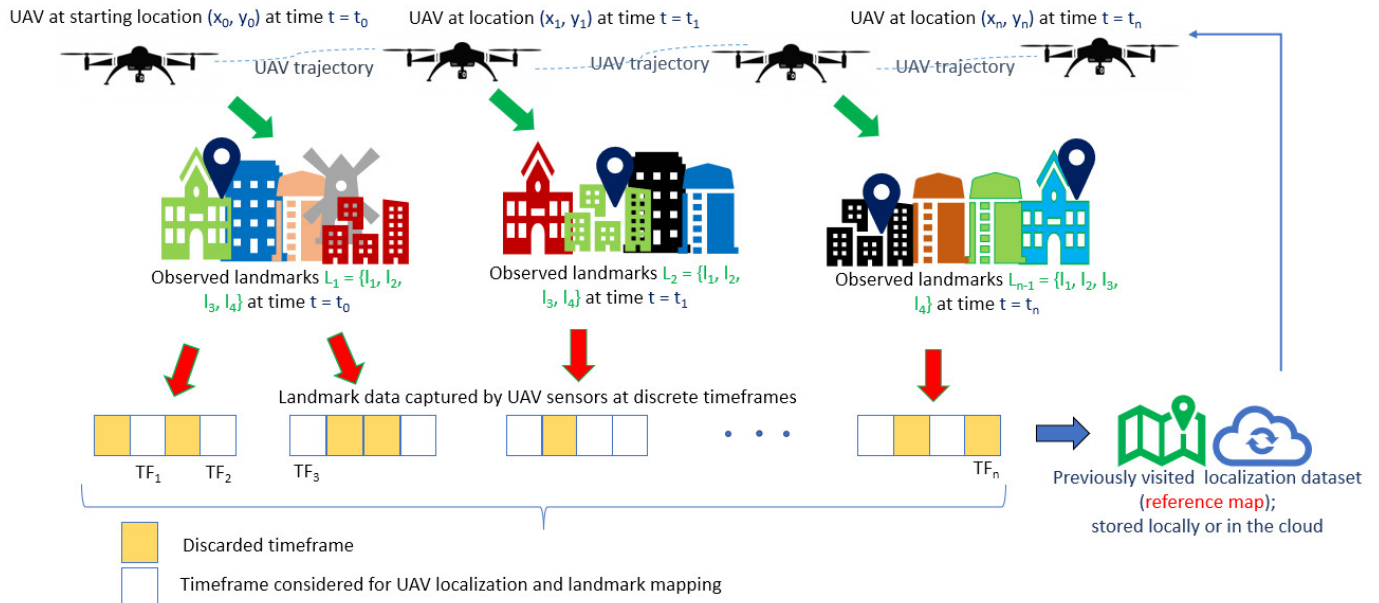 UAV at starting location (x₀, y₀) at time t = t₀
UAV at location (x₁, y₁) at time t = t₁
UAV at location (xₙ, yₙ) at time t = tₙ
UAV trajectory
UAV trajectory
UAV trajectory
Observed landmarks L₁ = {l₁, l₂,
l₃, l₄} at time t = t₀
Observed landmarks L₂ = {l₁, l₂,
l₃, l₄} at time t = t₁
Observed landmarks Lₙ₋₁ = {l₁, l₂, l₃,
l₄} at time t = tₙ
Landmark data captured by UAV sensors at discrete timeframes
TF₁
TF₂
TF₃
TFₙ
Previously visited localization dataset
(reference map);
stored locally or in the cloud
Discarded timeframe
Timeframe considered for UAV localization and landmark mapping